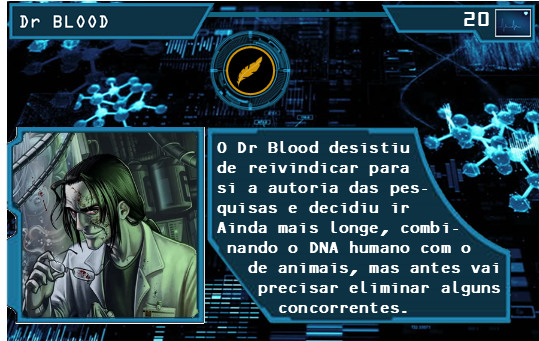 Dr BLOOD
20
O Dr Blood desistiu
de reivindicar para
si a autoria das pes-
quisas e decidiu ir
Ainda mais longe, combi-
nando o DNA humano com o
de animais, mas antes vai
precisar eliminar alguns
concorrentes.